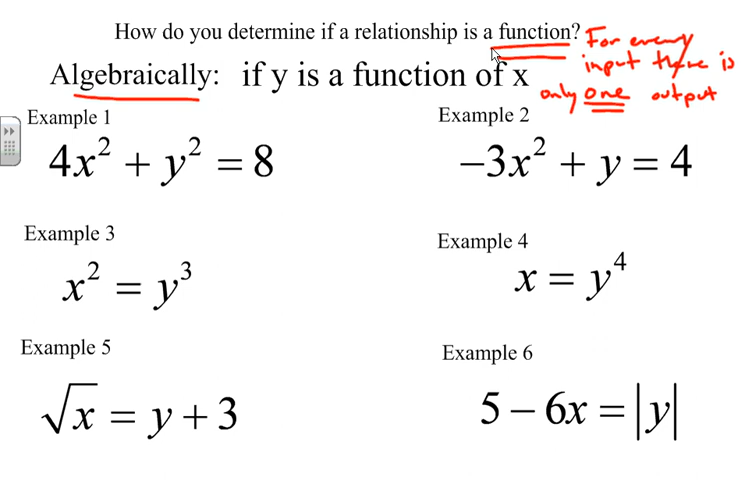 How do you determine if a relationship is a function?
For every
input there is
only one output
Algebraically: if y is a function of x
Example 1
4x² + y² = 8
Example 2
−3x² + y = 4
Example 3
x² = y³
Example 4
x = y⁴
Example 5
√x = y + 3
Example 6
5 − 6x = |y|